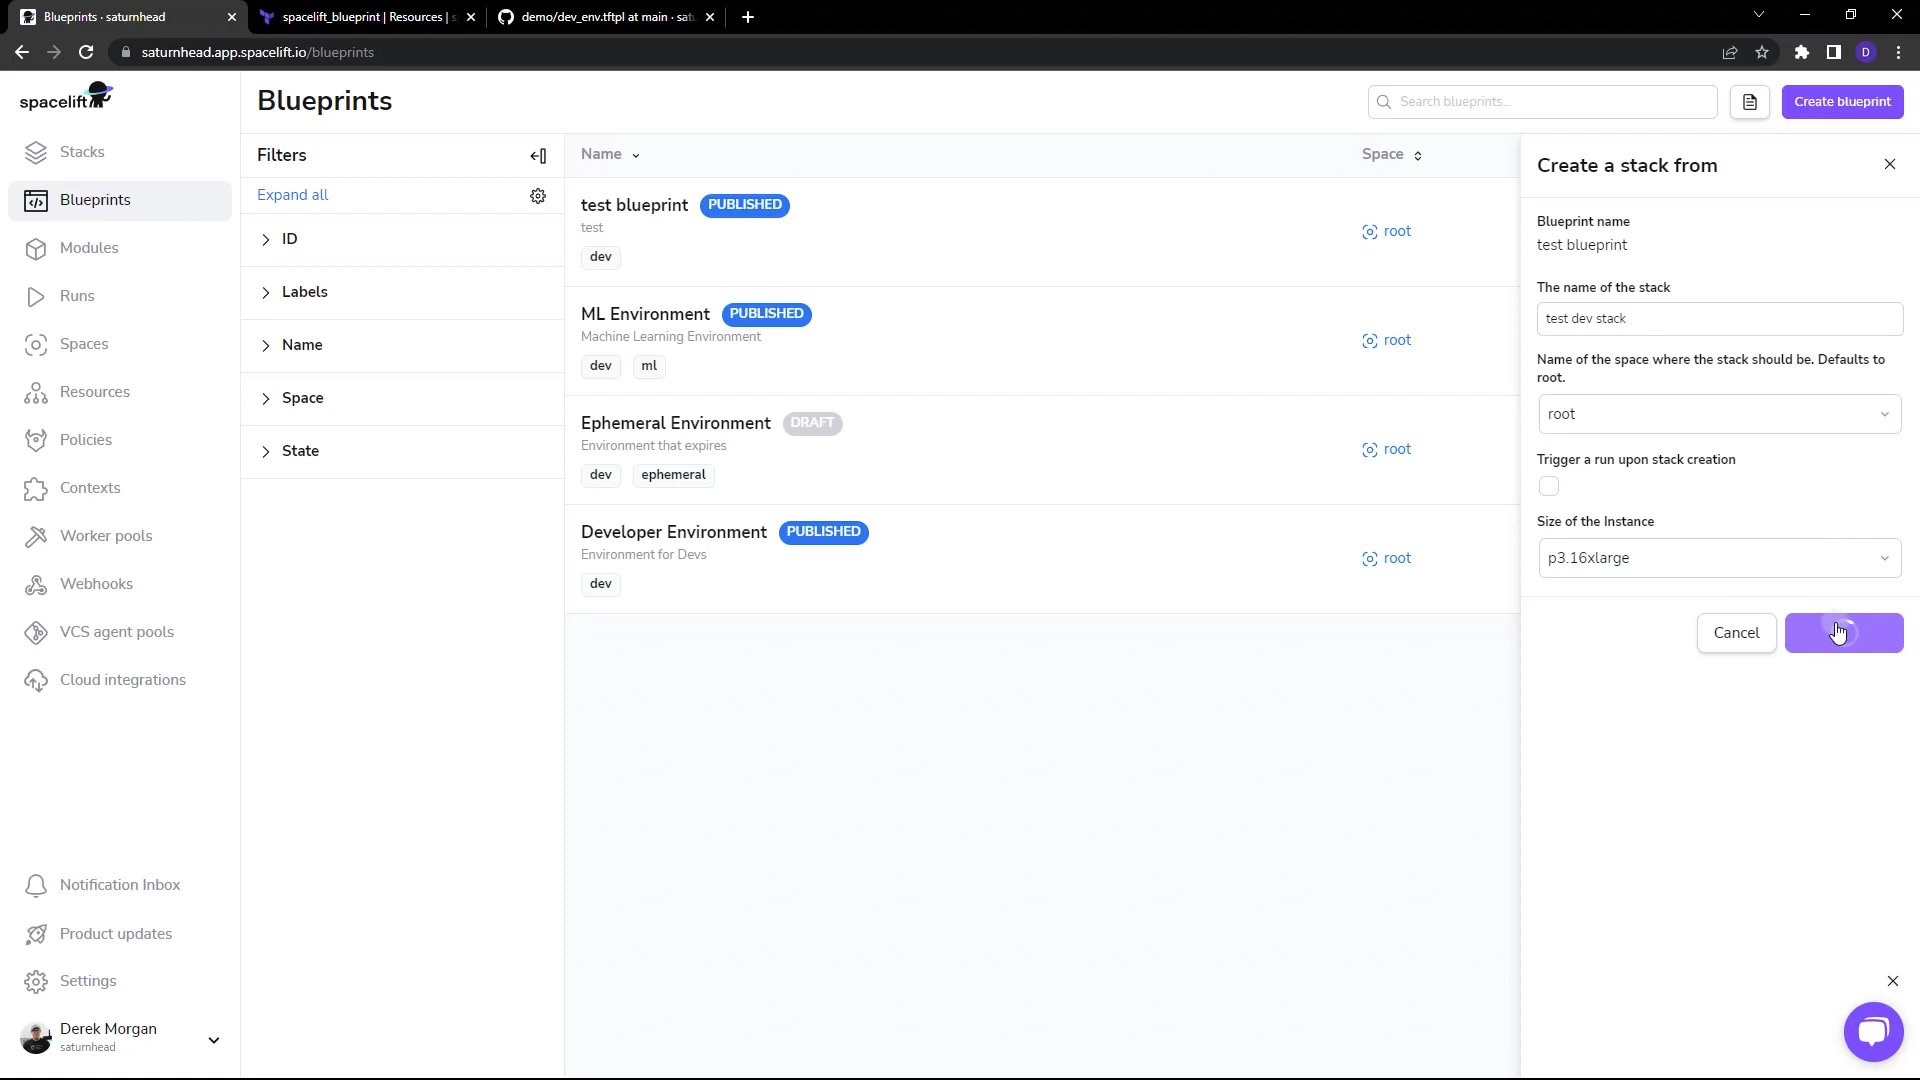 Blueprints · saturnhead
spacelift_blueprint | Resources |
demo/dev_env.tftpl at main · satu
saturnhead.app.spacelift.io/blueprints
D
spacelift
Stacks
Blueprints
Modules
Runs
Spaces
Resources
Policies
Contexts
Worker pools
Webhooks
VCS agent pools
Cloud integrations
Notification Inbox
Product updates
Settings
Derek Morgan
saturnhead
Blueprints
Search blueprints...
Create blueprint
Filters
Expand all
ID
Labels
Name
Space
State
Name
Space
test blueprint PUBLISHED
test
dev
root
ML Environment PUBLISHED
Machine Learning Environment
dev ml
root
Ephemeral Environment DRAFT
Environment that expires
dev ephemeral
root
Developer Environment PUBLISHED
Environment for Devs
dev
root
Create a stack from
Blueprint name
test blueprint
The name of the stack
test dev stack
Name of the space where the stack should be. Defaults to
root.
root
Trigger a run upon stack creation
Size of the Instance
p3.16xlarge
Cancel